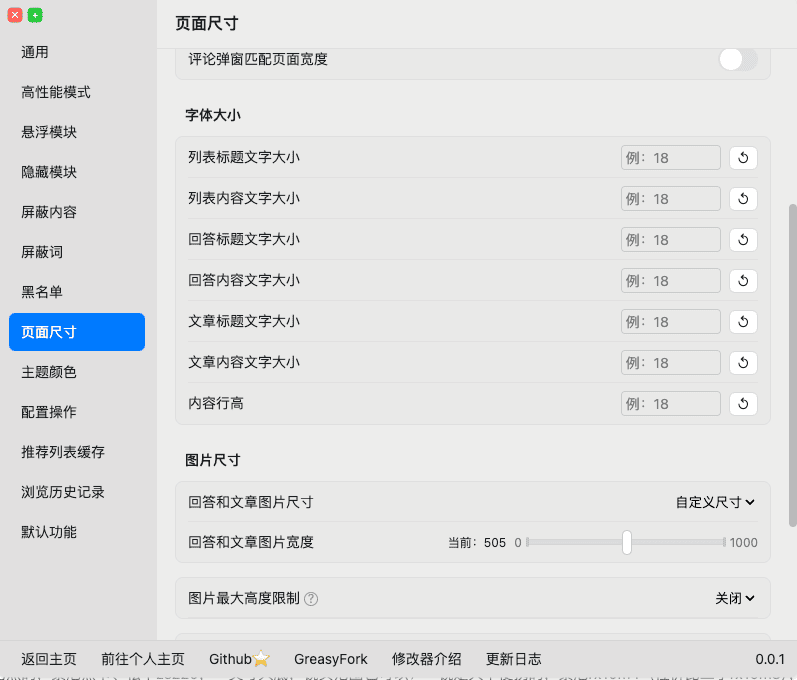 通用
高性能模式
悬浮模块
隐藏模块
屏蔽内容
屏蔽词
黑名单
页面尺寸
主题颜色
配置操作
推荐列表缓存
浏览历史记录
默认功能
页面尺寸
评论弹窗匹配页面宽度
字体大小
列表标题文字大小 例：18
列表内容文字大小 例：18
回答标题文字大小 例：18
回答内容文字大小 例：18
文章标题文字大小 例：18
文章内容文字大小 例：18
内容行高 例：18
图片尺寸
回答和文章图片尺寸 自定义尺寸
回答和文章图片宽度 当前：505 0 1000
图片最大高度限制 ? 关闭
返回主页 前往个人主页 Github⭐ GreasyFork 修改器介绍 更新日志 0.0.1